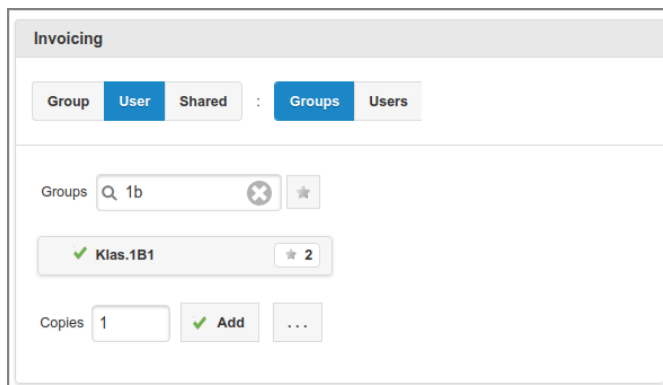 Invoicing
Group User Shared : Groups Users
Groups 1b
Klas.1B1 2
Copies 1 Add ...